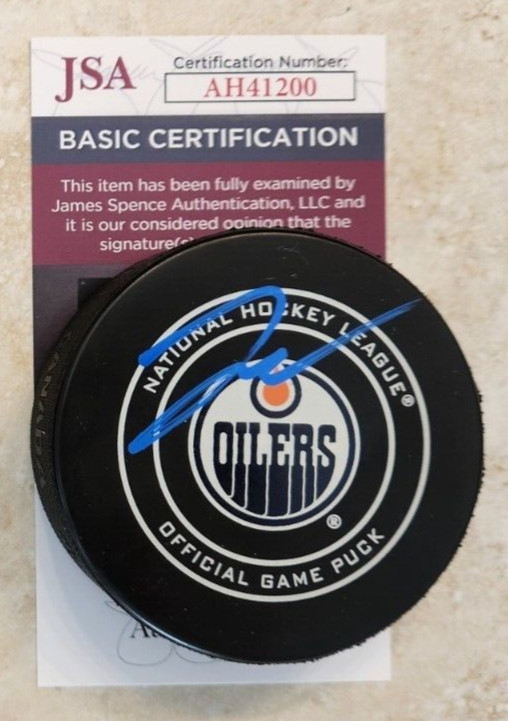 JSA
Certification Number:
AH41200
BASIC CERTIFICATION
This item has been fully examined by
James Spence Authentication, LLC and
it is our considered opinion that the
signature(s)
NATIONAL HOCKEY LEAGUE®
OILERS
®
OFFICIAL GAME PUCK